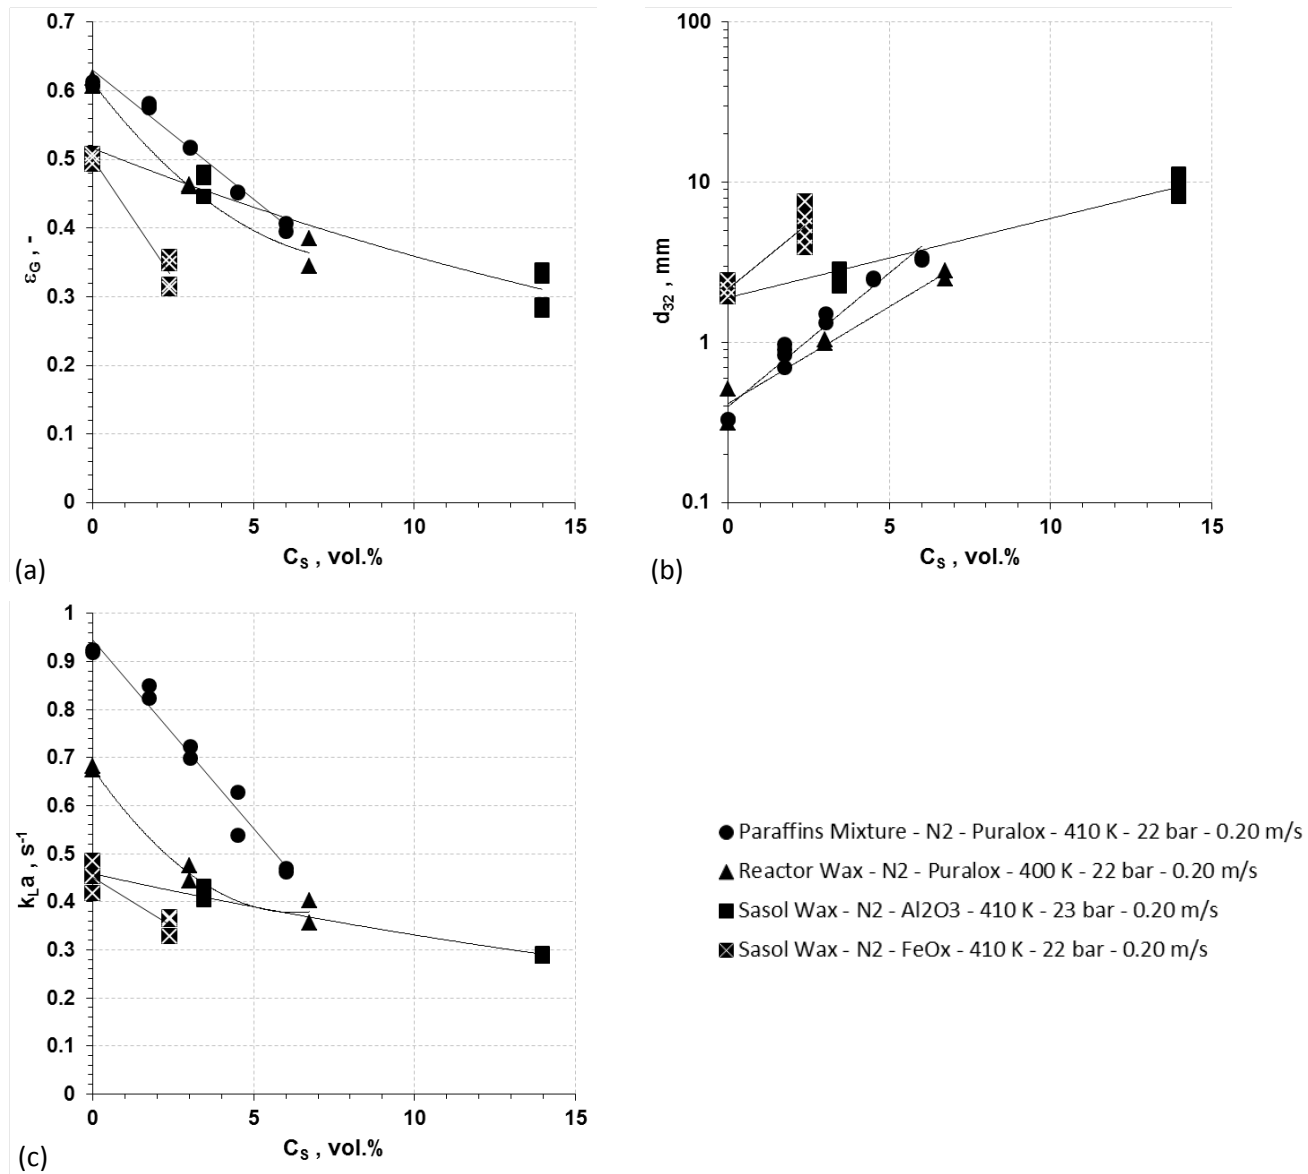 0.7
0.6
0.5
0.4
0.3
0.2
0.1
0
εG , -
0 5 10 15
CS , vol.%
(a)
100
10
1
0.1
d32 , mm
0 5 10 15
CS , vol.%
(b)
1
0.9
0.8
0.7
0.6
0.5
0.4
0.3
0.2
0.1
0
kLa , s-1
0 5 10 15
CS , vol.%
(c)
Paraffins Mixture - N2 - Puralox - 410 K - 22 bar - 0.20 m/s
Reactor Wax - N2 - Puralox - 400 K - 22 bar - 0.20 m/s
Sasol Wax - N2 - Al2O3 - 410 K - 23 bar - 0.20 m/s
Sasol Wax - N2 - FeOx - 410 K - 22 bar - 0.20 m/s